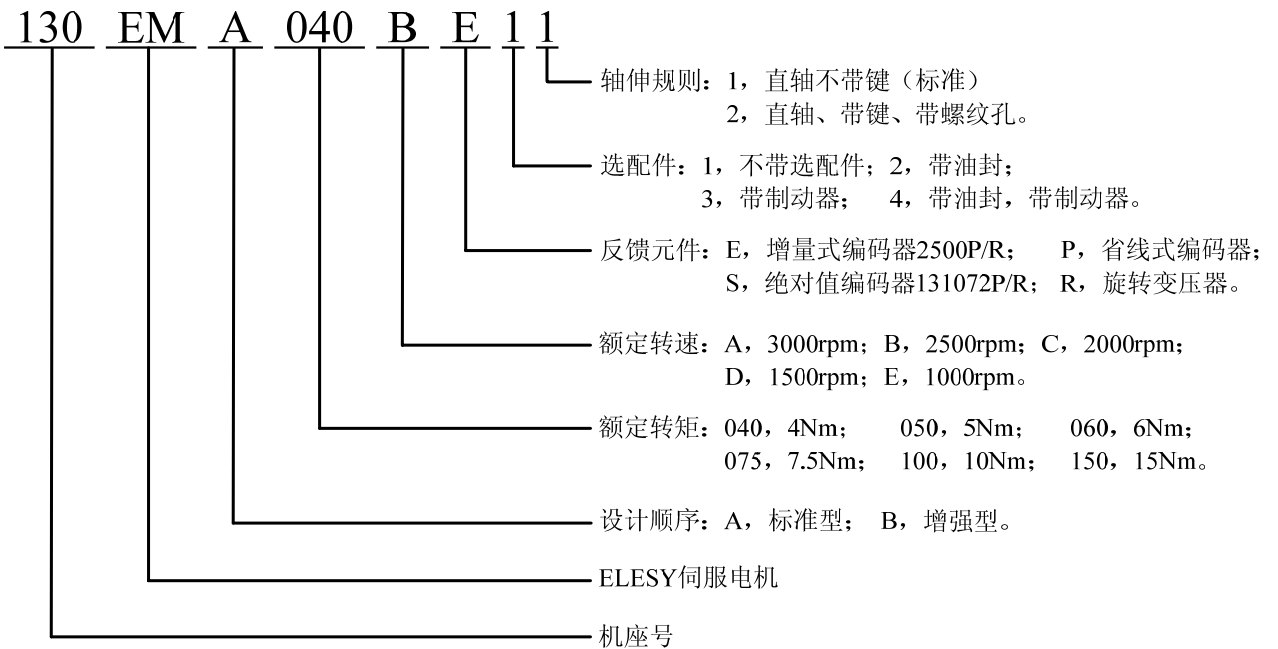 130 EM A 040 B E 1 1
轴伸规则：1，直轴不带键（标准）
2，直轴、带键、带螺纹孔。
选配件：1，不带选配件；2，带油封；
3，带制动器； 4，带油封，带制动器。
反馈元件：E，增量式编码器2500P/R； P，省线式编码器；
S，绝对值编码器131072P/R； R，旋转变压器。
额定转速：A，3000rpm；B，2500rpm；C，2000rpm；
D，1500rpm；E，1000rpm。
额定转矩：040，4Nm； 050，5Nm； 060，6Nm；
075，7.5Nm； 100，10Nm； 150，15Nm。
设计顺序：A，标准型； B，增强型。
ELESY伺服电机
机座号